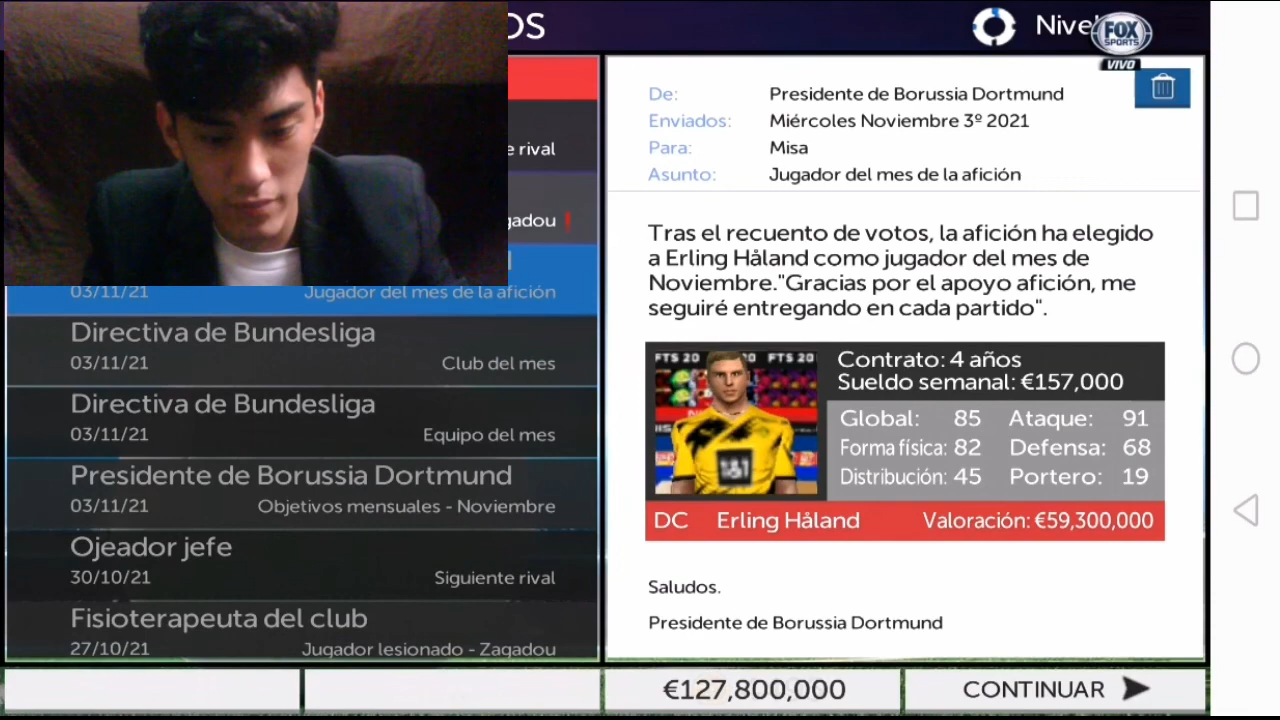 OS
Nivel
FOX
SPORTS
VIVO
De: Presidente de Borussia Dortmund
Enviados: Miércoles Noviembre 3º 2021
Para: Misa
Asunto: Jugador del mes de la afición
e rival
gadou !
03/11/21 Jugador del mes de la afición
Directiva de Bundesliga
03/11/21 Club del mes
Directiva de Bundesliga
03/11/21 Equipo del mes
Presidente de Borussia Dortmund
03/11/21 Objetivos mensuales - Noviembre
Ojeador jefe
30/10/21 Siguiente rival
Fisioterapeuta del club
27/10/21 Jugador lesionado - Zagadou
Tras el recuento de votos, la afición ha elegido
a Erling Håland como jugador del mes de
Noviembre."Gracias por el apoyo afición, me
seguiré entregando en cada partido".
FTS 20 FTS 20
1&1
Contrato: 4 años
Sueldo semanal: €157,000
Global: 85 Ataque: 91
Forma física: 82 Defensa: 68
Distribución: 45 Portero: 19
DC Erling Håland Valoración: €59,300,000
Saludos.
Presidente de Borussia Dortmund
€127,800,000
CONTINUAR